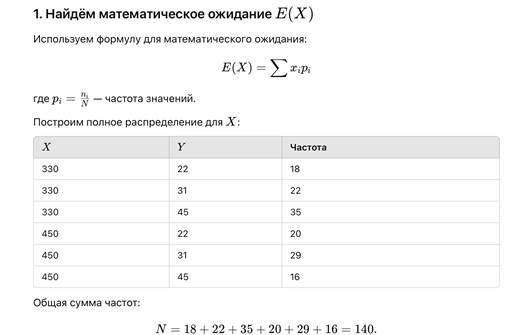 1. Найдём математическое ожидание E(X)
Используем формулу для математического ожидания:
E(X) = ∑ xᵢpᵢ
где pᵢ = nᵢ/N — частота значений.
Построим полное распределение для X:
X Y Частота
330 22 18
330 31 22
330 45 35
450 22 20
450 31 29
450 45 16
Общая сумма частот:
N = 18 + 22 + 35 + 20 + 29 + 16 = 140.